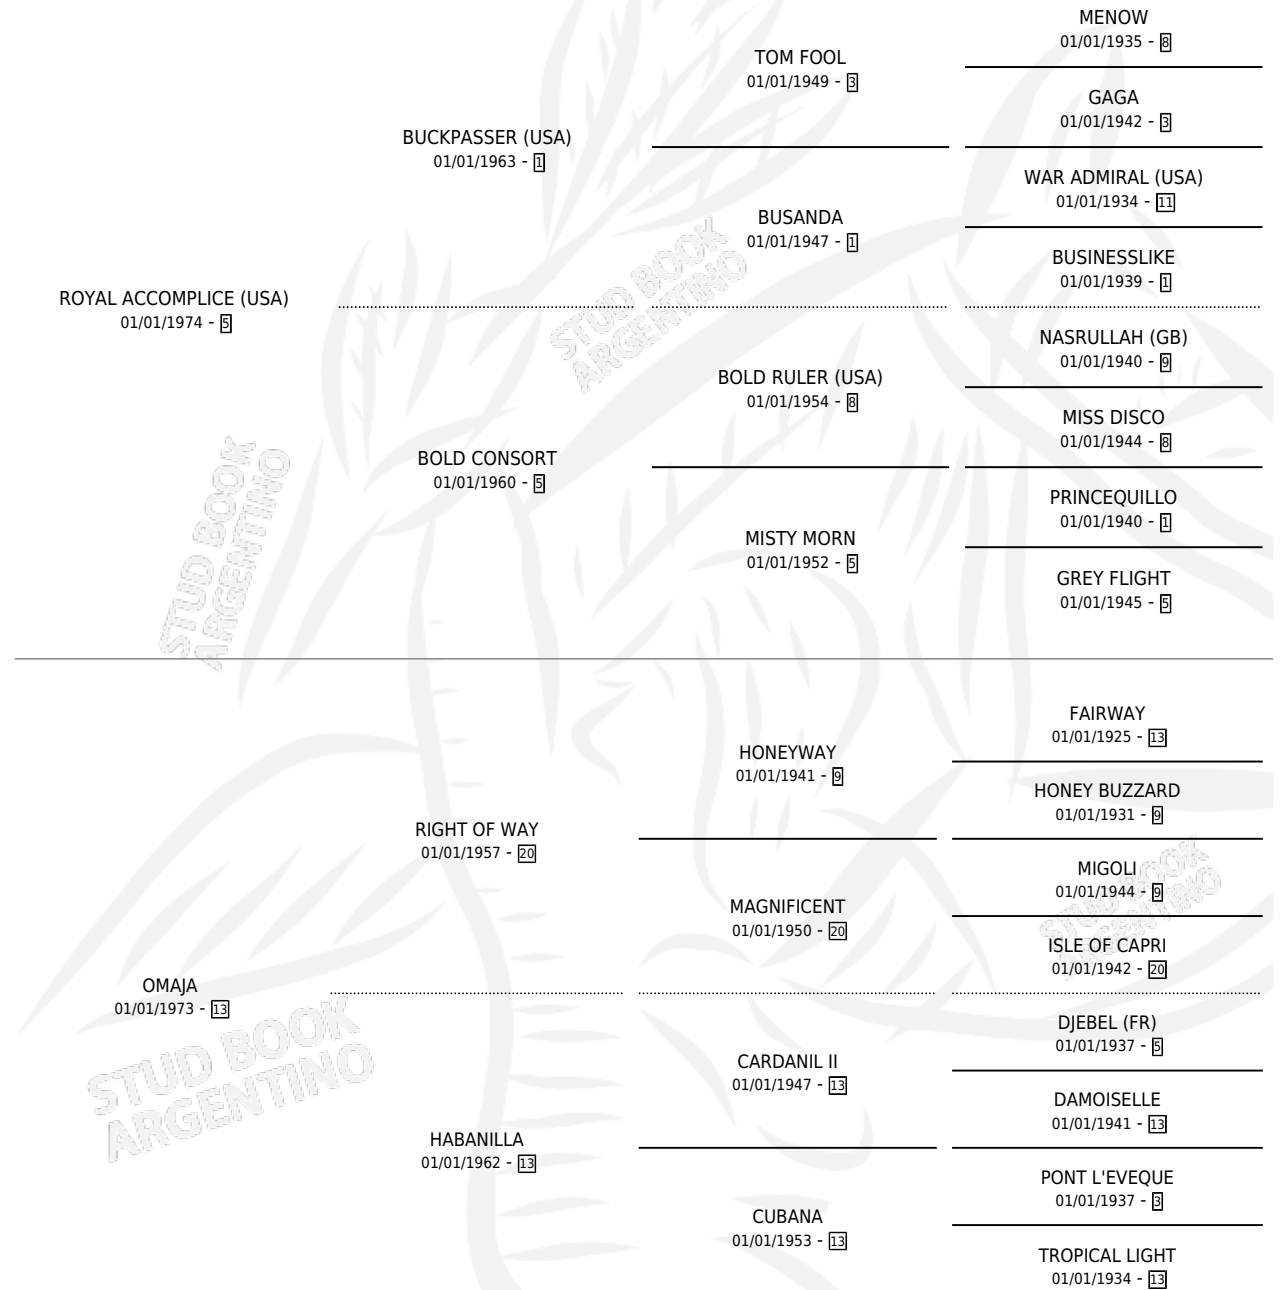 MENOW
01/01/1935 - 8
TOM FOOL
01/01/1949 - 3
GAGA
01/01/1942 - 3
BUCKPASSER (USA)
01/01/1963 - 1
WAR ADMIRAL (USA)
01/01/1934 - 11
BUSANDA
01/01/1947 - 1
BUSINESSLIKE
01/01/1939 - 1
ROYAL ACCOMPLICE (USA)
01/01/1974 - 5
NASRULLAH (GB)
01/01/1940 - 9
BOLD RULER (USA)
01/01/1954 - 8
MISS DISCO
01/01/1944 - 8
BOLD CONSORT
01/01/1960 - 5
PRINCEQUILLO
01/01/1940 - 1
MISTY MORN
01/01/1952 - 5
GREY FLIGHT
01/01/1945 - 5
STUD BOOK
ARGENTINO
STUD BOOK
ARGENTINO
FAIRWAY
01/01/1925 - 13
HONEYWAY
01/01/1941 - 9
HONEY BUZZARD
01/01/1931 - 9
RIGHT OF WAY
01/01/1957 - 20
MIGOLI
01/01/1944 - 9
MAGNIFICENT
01/01/1950 - 20
ISLE OF CAPRI
01/01/1942 - 20
STUD BOOK
ARGENTINO
OMAJA
01/01/1973 - 13
DJEBEL (FR)
01/01/1937 - 5
CARDANIL II
01/01/1947 - 13
DAMOISELLE
01/01/1941 - 13
HABANILLA
01/01/1962 - 13
PONT L'EVEQUE
01/01/1937 - 3
CUBANA
01/01/1953 - 13
TROPICAL LIGHT
01/01/1934 - 13
STUD BOOK
ARGENTINO